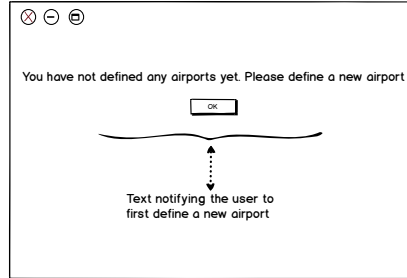 You have not defined any airports yet. Please define a new airport
OK
Text notifying the user to
first define a new airport